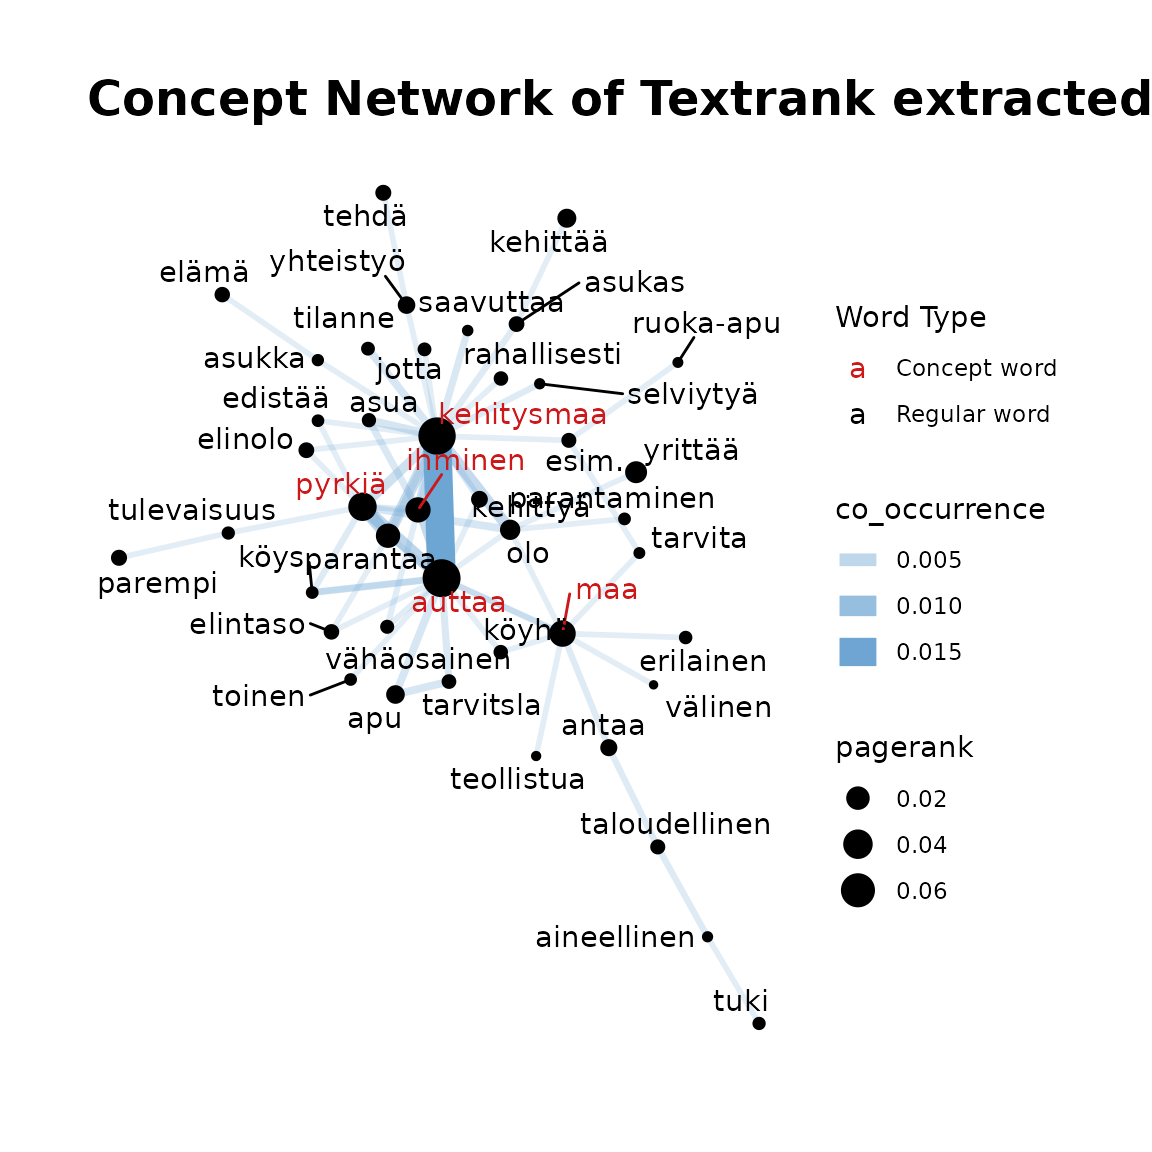 Concept Network of Textrank extracted
tehdä
kehittää
yhteistyö
elämä
asukas
saavuttaa
tilanne
ruoka-apu
asukka
rahallisesti
jotta
edistää
asua
selviytyä
kehitysmaa
elinolo
yrittää
ihminen
esim.
pyrkiä
parantaminen
kehittyä
tulevaisuus
tarvita
olo
köys
parantaa
parempi
maa
auttaa
elintaso
köyhä
vähäosainen
erilainen
toinen
tarvitsla
välinen
apu
antaa
teollistua
taloudellinen
aineellinen
tuki
Word Type
a Concept word
a Regular word
co_occurrence
0.005
0.010
0.015
pagerank
0.02
0.04
0.06